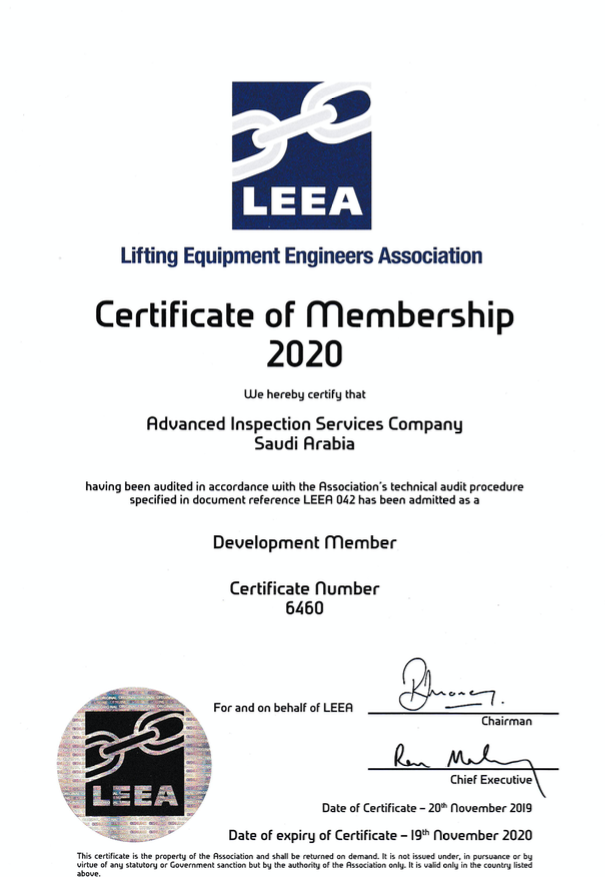 LEEA
Lifting Equipment Engineers Association
Certificate of Membership
2020
We hereby certify that
Advanced Inspection Services Company
Saudi Arabia
having been audited in accordance with the Association's technical audit procedure
specified in document reference LEEA 042 has been admitted as a
Development Member
Certificate Number
6460
For and on behalf of LEEA
Chairman
Chief Executive
LEEA
Date of Certificate – 20th November 2019
Date of expiry of Certificate – 19th November 2020
This certificate is the property of the Association and shall be returned on demand. It is not issued under, in pursuance or by
virtue of any statutory or Government sanction but by the authority of the Association only. It is valid only in the country listed
above.